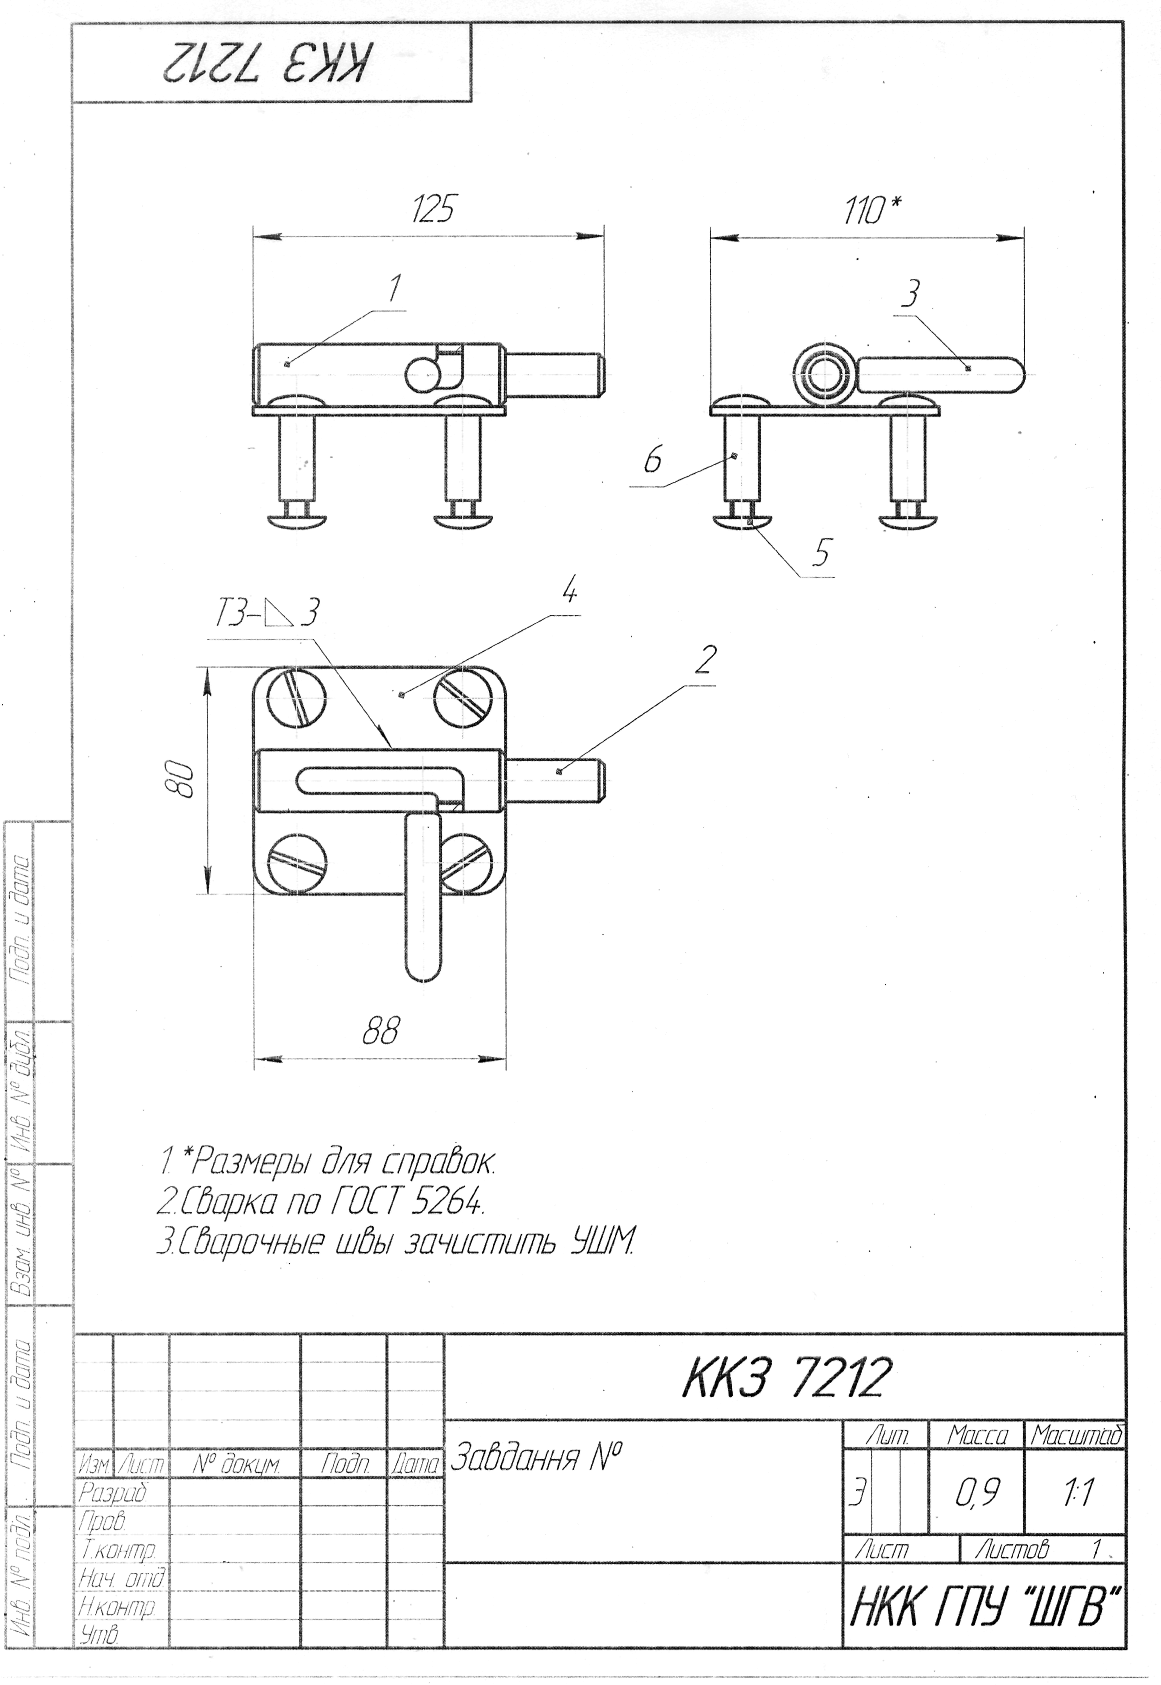 ККЗ 7212
125
110*
1
3
6
5
4
Т3-◺ 3
2
80
88
1. *Размеры для справок.
2.Сварка по ГОСТ 5264.
3.Сварочные швы зачистить УШМ.
Подп. и дата
Инв. № дубл.
Взам. инв. №
Подп. и дата
Инв. № подл.
ККЗ 7212
Изм Лист № докум. Подп. Дата
Разраб
Пров.
Т.контр.
Нач. отд
Н.контр
Утв.
Завдання №
Лит. Масса Масштаб
Э 0,9 1:1
Лист Листов 1
НКК ГПУ "ШГВ"